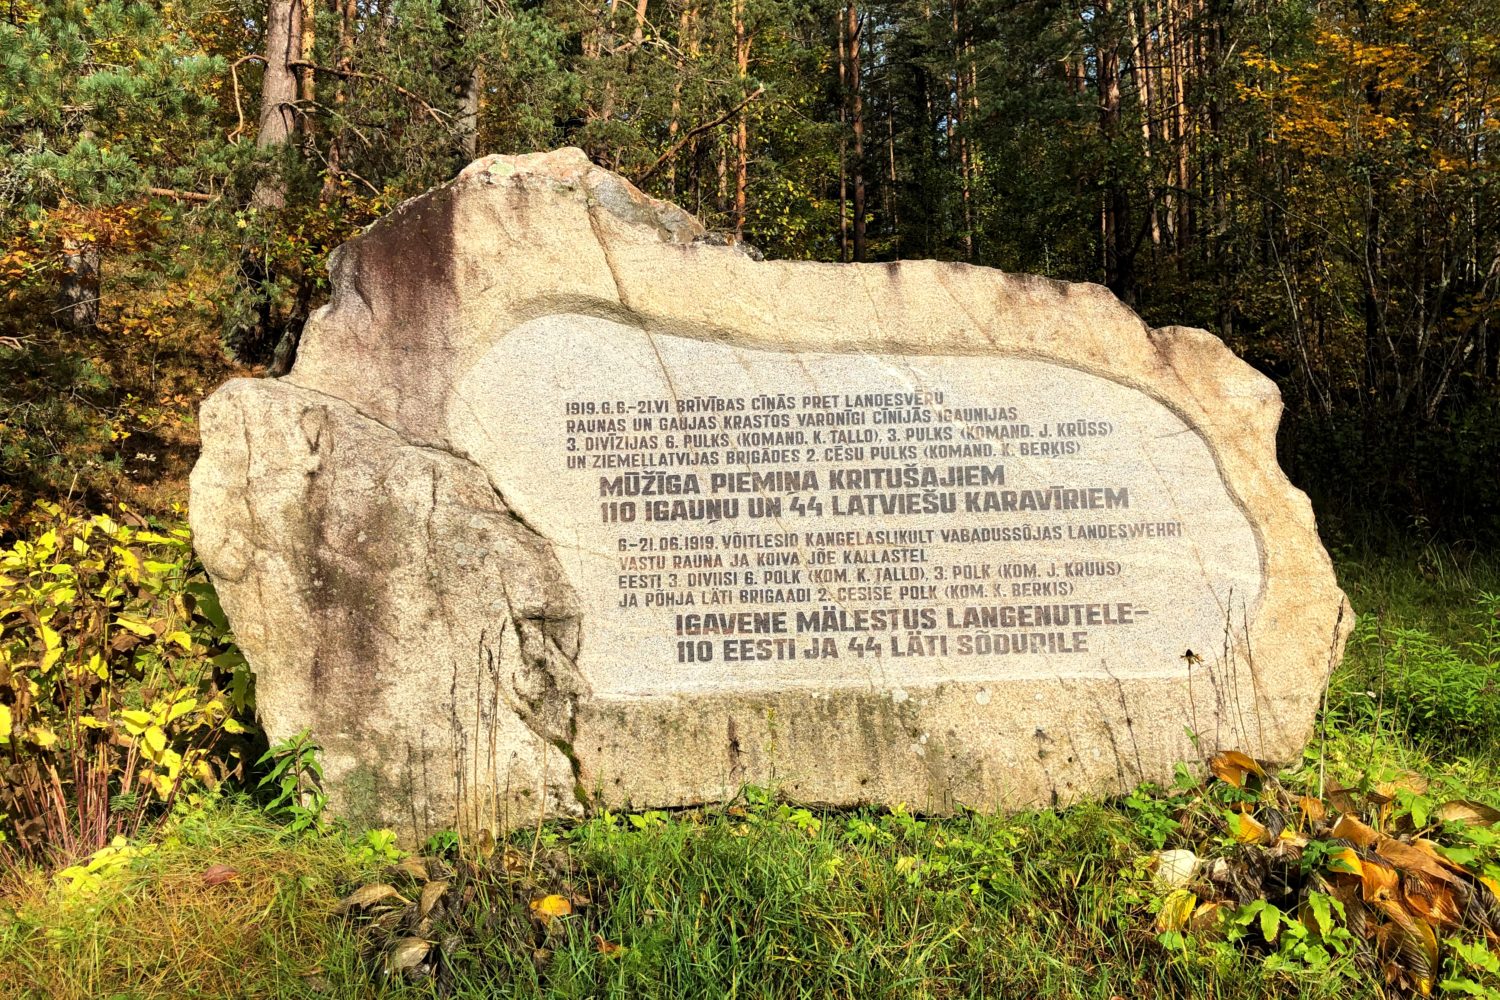 1919.G. 6.-21.VI BRĪVĪBAS CĪŅĀS PRET LANDESVĒRU
RAUNAS UN GAUJAS KRASTOS VARONĪGI CĪNĪJĀS IGAUNIJAS
3. DIVĪZIJAS 6. PULKS (KOMAND. K. TALLO), 3. PULKS (KOMAND. J. KRŪSS)
UN ZIEMEĻLATVIJAS BRIGĀDES 2. CĒSU PULKS (KOMAND. K. BERĶIS)
MŪŽĪGA PIEMIŅA KRITUŠAJIEM
110 IGAUŅU UN 44 LATVIEŠU KARAVĪRIEM
6-21.06.1919. VÕITLESID KANGELASLIKULT VABADUSSÕJAS LANDESWEHRI
VASTU RAUNA JA KOIVA JÕE KALLASTEL
EESTI 3. DIVIISI 6. POLK (KOM. K. TALLO), 3. POLK (KOM. J. KRUUS)
JA PÕHJA LÄTI BRIGAADI 2. CESISE POLK (KOM. K. BERĶIS)
IGAVENE MÄLESTUS LANGENUTELE-
110 EESTI JA 44 LÄTI SÕDURILE